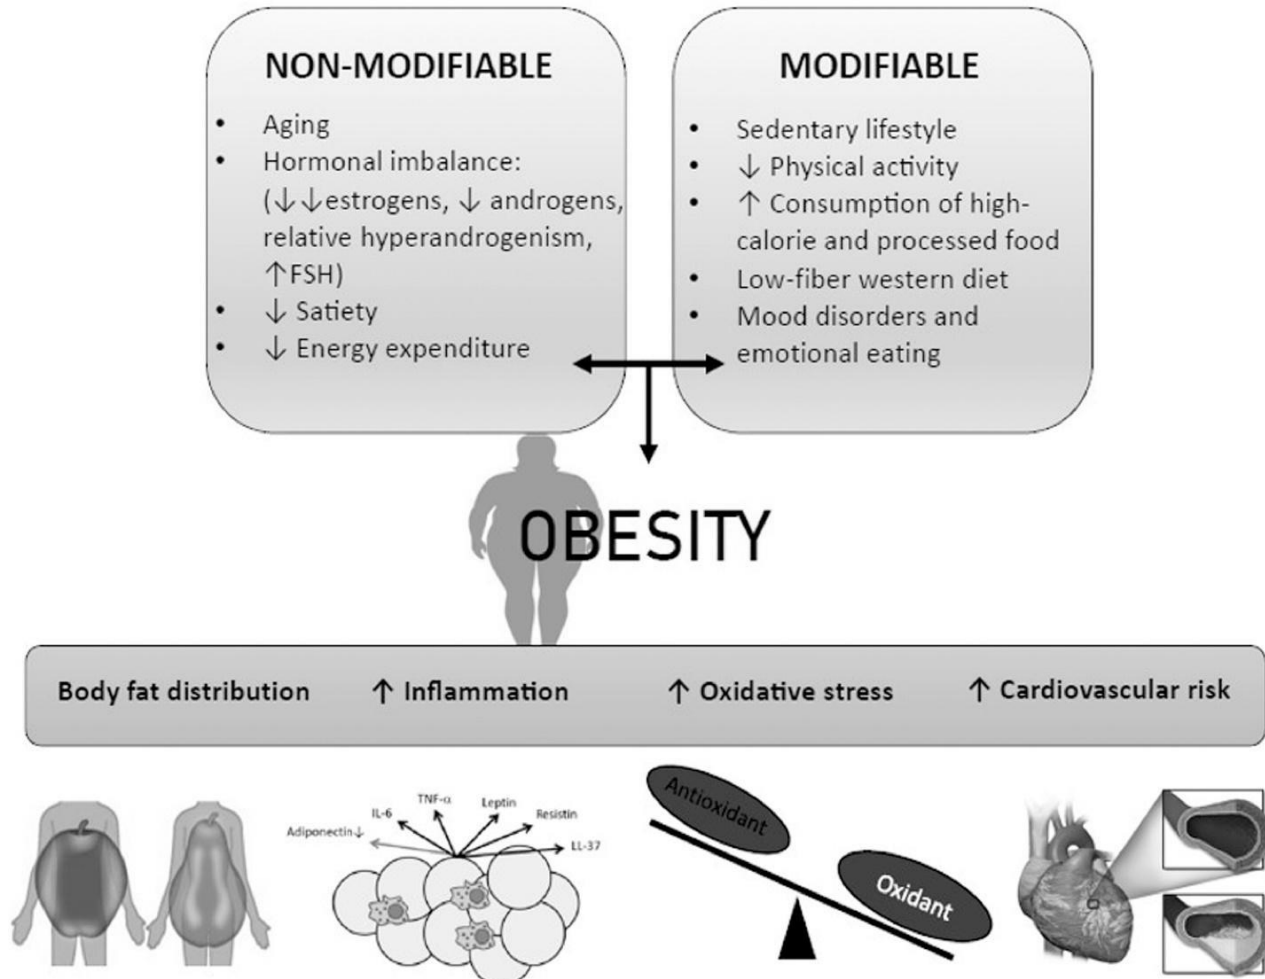 NON-MODIFIABLE
• Aging
• Hormonal imbalance:
(↓↓estrogens, ↓ androgens,
relative hyperandrogenism,
↑FSH)
• ↓ Satiety
• ↓ Energy expenditure
MODIFIABLE
• Sedentary lifestyle
• ↓ Physical activity
• ↑ Consumption of high-
calorie and processed food
• Low-fiber western diet
• Mood disorders and
emotional eating
OBESITY
Body fat distribution
↑ Inflammation
↑ Oxidative stress
↑ Cardiovascular risk
Adiponectin↓
IL-6
TNF-α
Leptin
Resistin
LL-37
Antioxidant
Oxidant